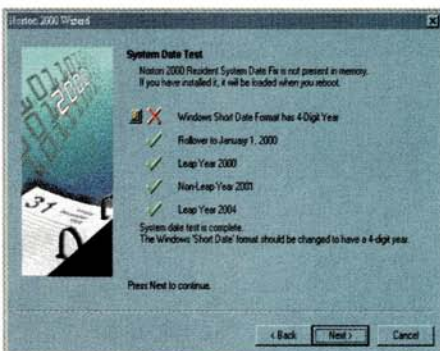 Norton 2000 Wizard
System Date Test
Norton 2000 Resident System Date Fix is not present in memory.
If you have installed it, it will be loaded when you reboot.
Windows Short Date Format has 4-Digit Year
Rollover to January 1, 2000
Leap Year 2000
Non-Leap Year 2001
Leap Year 2004
System date test is complete.
The Windows 'Short Date' format should be changed to have a 4-digit year.
Press Next to continue.
< Back
Next >
Cancel
2000
31